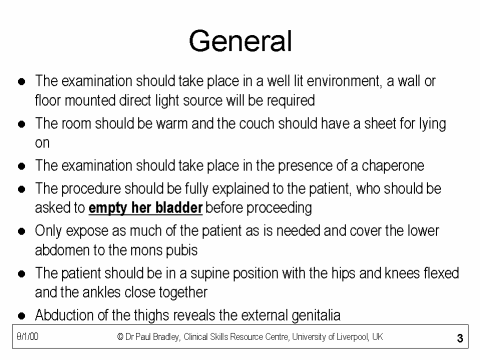 General
● The examination should take place in a well lit environment, a wall or
floor mounted direct light source will be required
● The room should be warm and the couch should have a sheet for lying
on
● The examination should take place in the presence of a chaperone
● The procedure should be fully explained to the patient, who should be
asked to empty her bladder before proceeding
● Only expose as much of the patient as is needed and cover the lower
abdomen to the mons pubis
● The patient should be in a supine position with the hips and knees flexed
and the ankles close together
● Abduction of the thighs reveals the external genitalia
© Dr Paul Bradley, Clinical Skills Resource Centre, University of Liverpool, UK
3